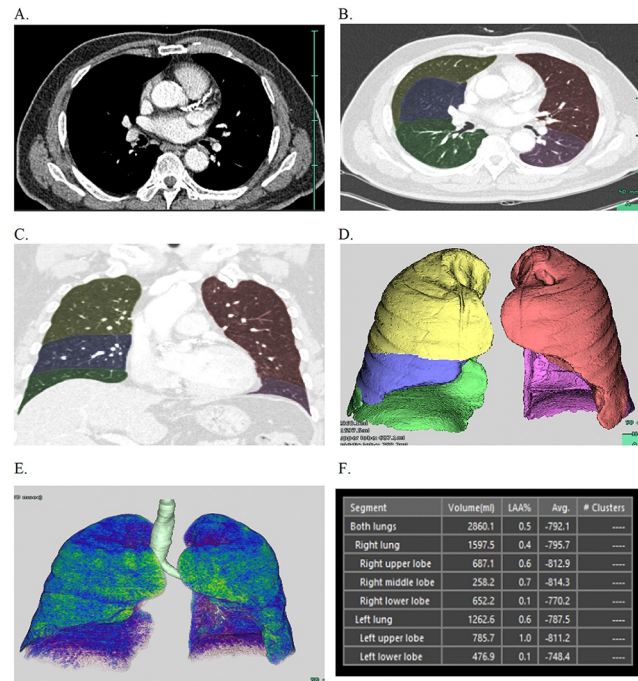 A.
B.
C.
D.
E.
F.
Segment Volume(ml) LAA% Avg. # Clusters
Both lungs 2860.1 0.5 -792.1 ----
Right lung 1597.5 0.4 -795.7 ----
Right upper lobe 687.1 0.6 -812.9 ----
Right middle lobe 258.2 0.7 -814.3 ----
Right lower lobe 652.2 0.1 -770.2 ----
Left lung 1262.6 0.6 -787.5 ----
Left upper lobe 785.7 1.0 -811.2 ----
Left lower lobe 476.9 0.1 -748.4 ----